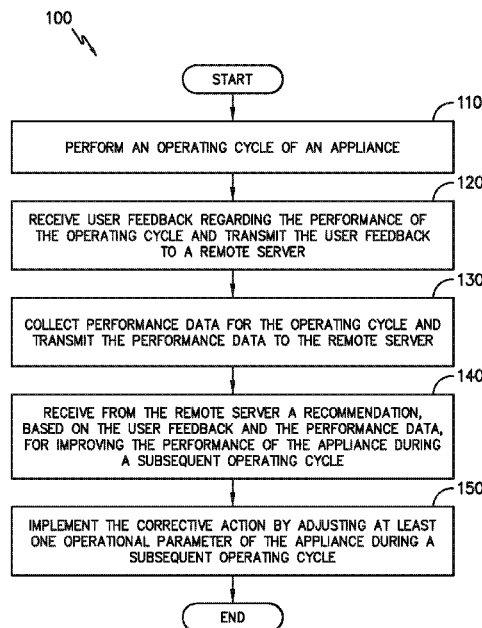 100
START
110
PERFORM AN OPERATING CYCLE OF AN APPLIANCE
120
RECEIVE USER FEEDBACK REGARDING THE PERFORMANCE OF
THE OPERATING CYCLE AND TRANSMIT THE USER FEEDBACK
TO A REMOTE SERVER
130
COLLECT PERFORMANCE DATA FOR THE OPERATING CYCLE AND
TRANSMIT THE PERFORMANCE DATA TO THE REMOTE SERVER
140
RECEIVE FROM THE REMOTE SERVER A RECOMMENDATION,
BASED ON THE USER FEEDBACK AND THE PERFORMANCE DATA,
FOR IMPROVING THE PERFORMANCE OF THE APPLIANCE DURING
A SUBSEQUENT OPERATING CYCLE
150
IMPLEMENT THE CORRECTIVE ACTION BY ADJUSTING AT LEAST
ONE OPERATIONAL PARAMETER OF THE APPLIANCE DURING A
SUBSEQUENT OPERATING CYCLE
END